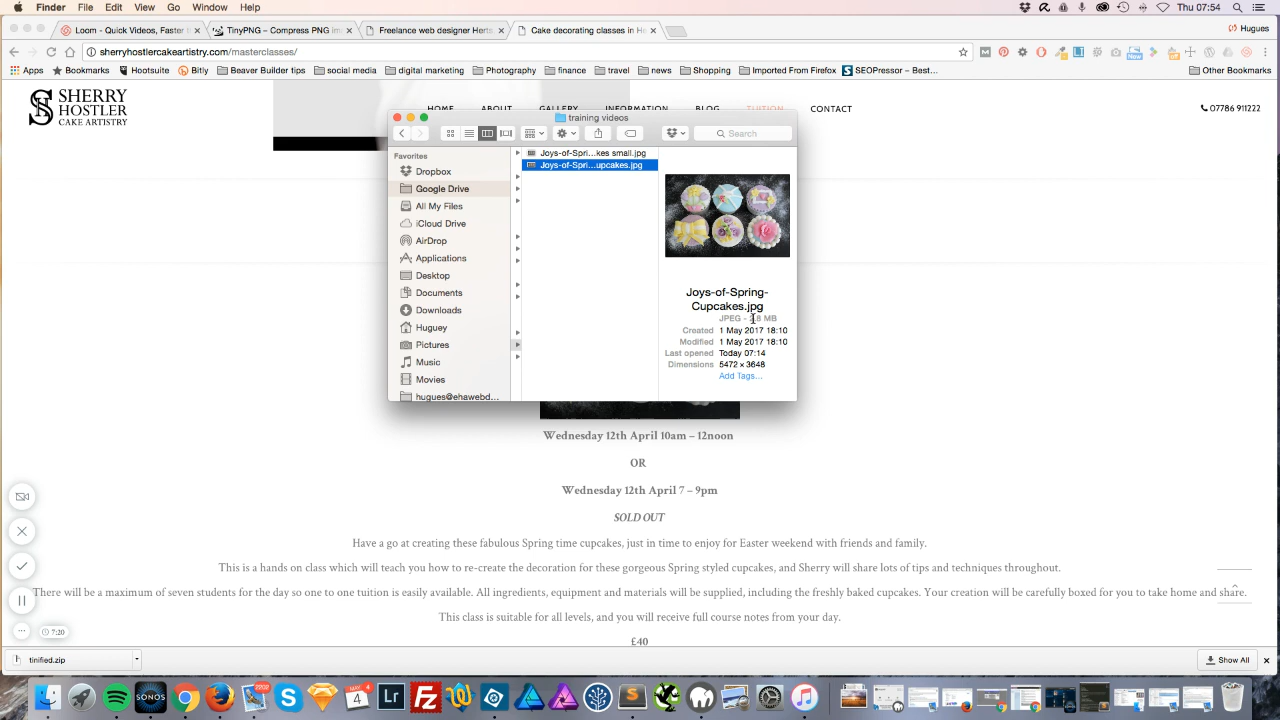 Finder File Edit View Go Window Help Thu 07:54
Loom - Quick Videos, Faster t
TinyPNG – Compress PNG im
Freelance web designer Herts
Cake decorating classes in He
Hugues
sherryhostlercakeartistry.com/masterclasses/
Apps Bookmarks Hootsuite Bitly Beaver Builder tips social media digital marketing Photography finance travel news Shopping Imported From Firefox SEOPressor – Bes... Other Bookmarks
SHERRY
HOSTLER
CAKE ARTISTRY
HOME ABOUT GALLERY INFORMATION BLOG TUITION CONTACT
07786 911222
training videos
Search
Favorites
Dropbox
Google Drive
All My Files
iCloud Drive
AirDrop
Applications
Desktop
Documents
Downloads
Huguey
Pictures
Music
Movies
hugues@ehawebd...
Joys-of-Spri...kes small.jpg
Joys-of-Spri...upcakes.jpg
Joys-of-Spring-
Cupcakes.jpg
JPEG - MB
Created 1 May 2017 18:10
Modified 1 May 2017 18:10
Last opened Today 07:14
Dimensions 5472 × 3648
Add Tags...
Wednesday 12th April 10am – 12noon
OR
Wednesday 12th April 7 – 9pm
SOLD OUT
Have a go at creating these fabulous Spring time cupcakes, just in time to enjoy for Easter weekend with friends and family.
This is a hands on class which will teach you how to re-create the decoration for these gorgeous Spring styled cupcakes, and Sherry will share lots of tips and techniques throughout.
There will be a maximum of seven students for the day so one to one tuition is easily available. All ingredients, equipment and materials will be supplied, including the freshly baked cupcakes. Your creation will be carefully boxed for you to take home and share.
This class is suitable for all levels, and you will receive full course notes from your day.
£40
7:20
tinified.zip
Show All